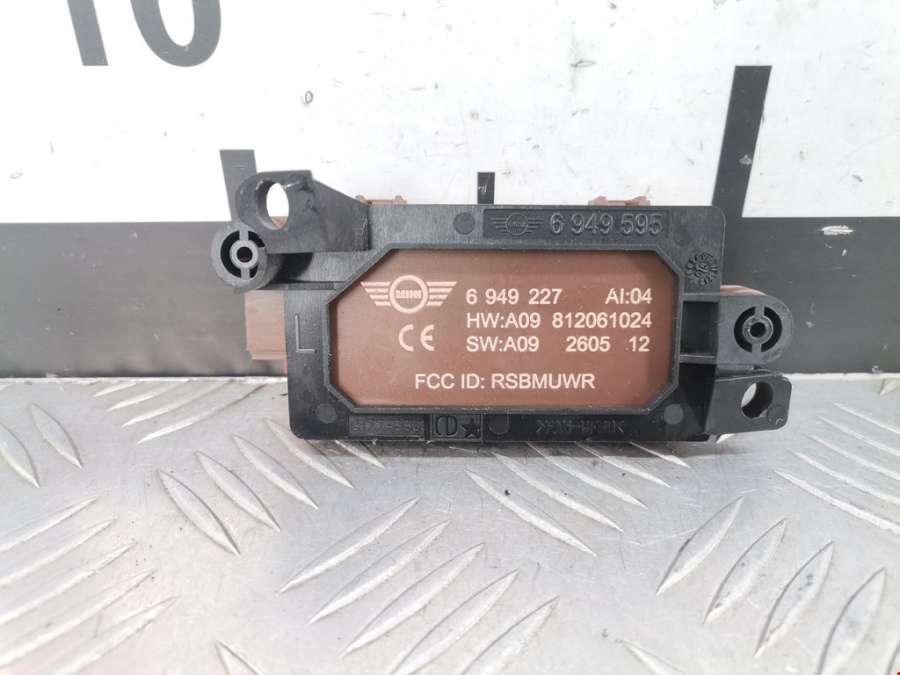 10
6 949 595
MINI
6 949 227 AI:04
HW:A09 812061024
CE
SW:A09 2605 12
L
FCC ID: RSBMUWR